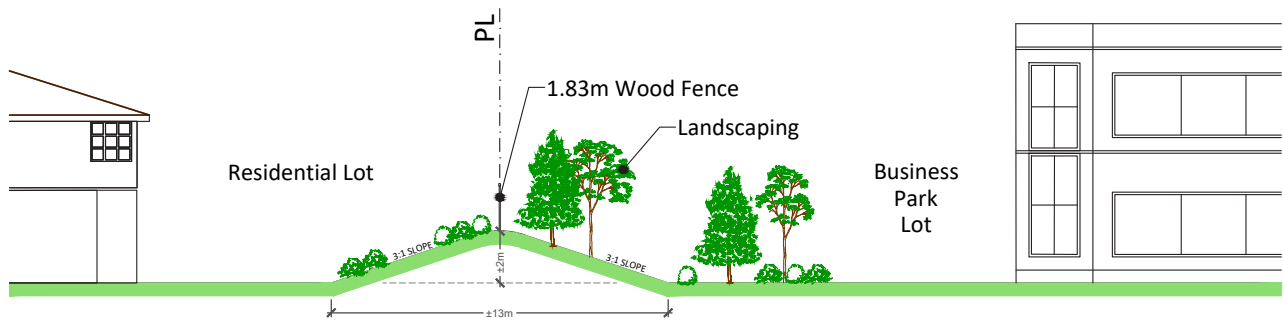 PL
1.83m Wood Fence
Landscaping
Residential Lot
Business
Park
Lot
3:1 SLOPE
3:1 SLOPE
±2m
±13m